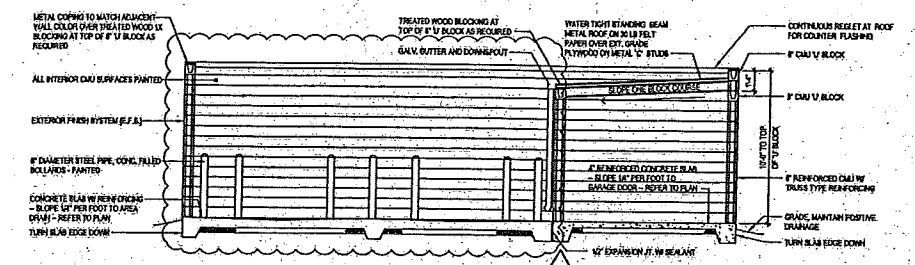 METAL COPING TO MATCH ADJACENT
WALL COLOR OVER TREATED WOOD 1X
BLOCKING AT TOP OF 8" 'U' BLOCK AS
REQUIRED
ALL INTERIOR CMU SURFACES PAINTED
EXTERIOR FINISH SYSTEM (E.F.S.)
6" DIAMETER STEEL PIPE, CONC. FILLED
BOLLARDS - PAINTED
CONCRETE SLAB W/ REINFORCING
- SLOPE 1/4" PER FOOT TO AREA
DRAIN - REFER TO PLAN
TURN SLAB EDGE DOWN
TREATED WOOD BLOCKING AT
TOP OF 8" 'U' BLOCK AS REQUIRED
GALV. GUTTER AND DOWNSPOUT
WATER TIGHT STANDING SEAM
METAL ROOF ON 30 LB FELT
PAPER OVER EXT. GRADE
PLYWOOD ON METAL 'C' STUDS
SLOPE ONE BLOCK COURSE
4" REINFORCED CONCRETE SLAB
- SLOPE 1/4" PER FOOT TO
GARAGE DOOR - REFER TO PLAN
1/2" EXPANSION JT. W/ SEALANT
CONTINUOUS REGLET AT ROOF
FOR COUNTER FLASHING
8" CMU 'U' BLOCK
8" CMU 'U' BLOCK
TO TOP
OF 'U' BLOCK
8" REINFORCED CMU W/
TRUSS TYPE REINFORCING
GRADE, MAINTAIN POSITIVE
DRAINAGE
TURN SLAB EDGE DOWN